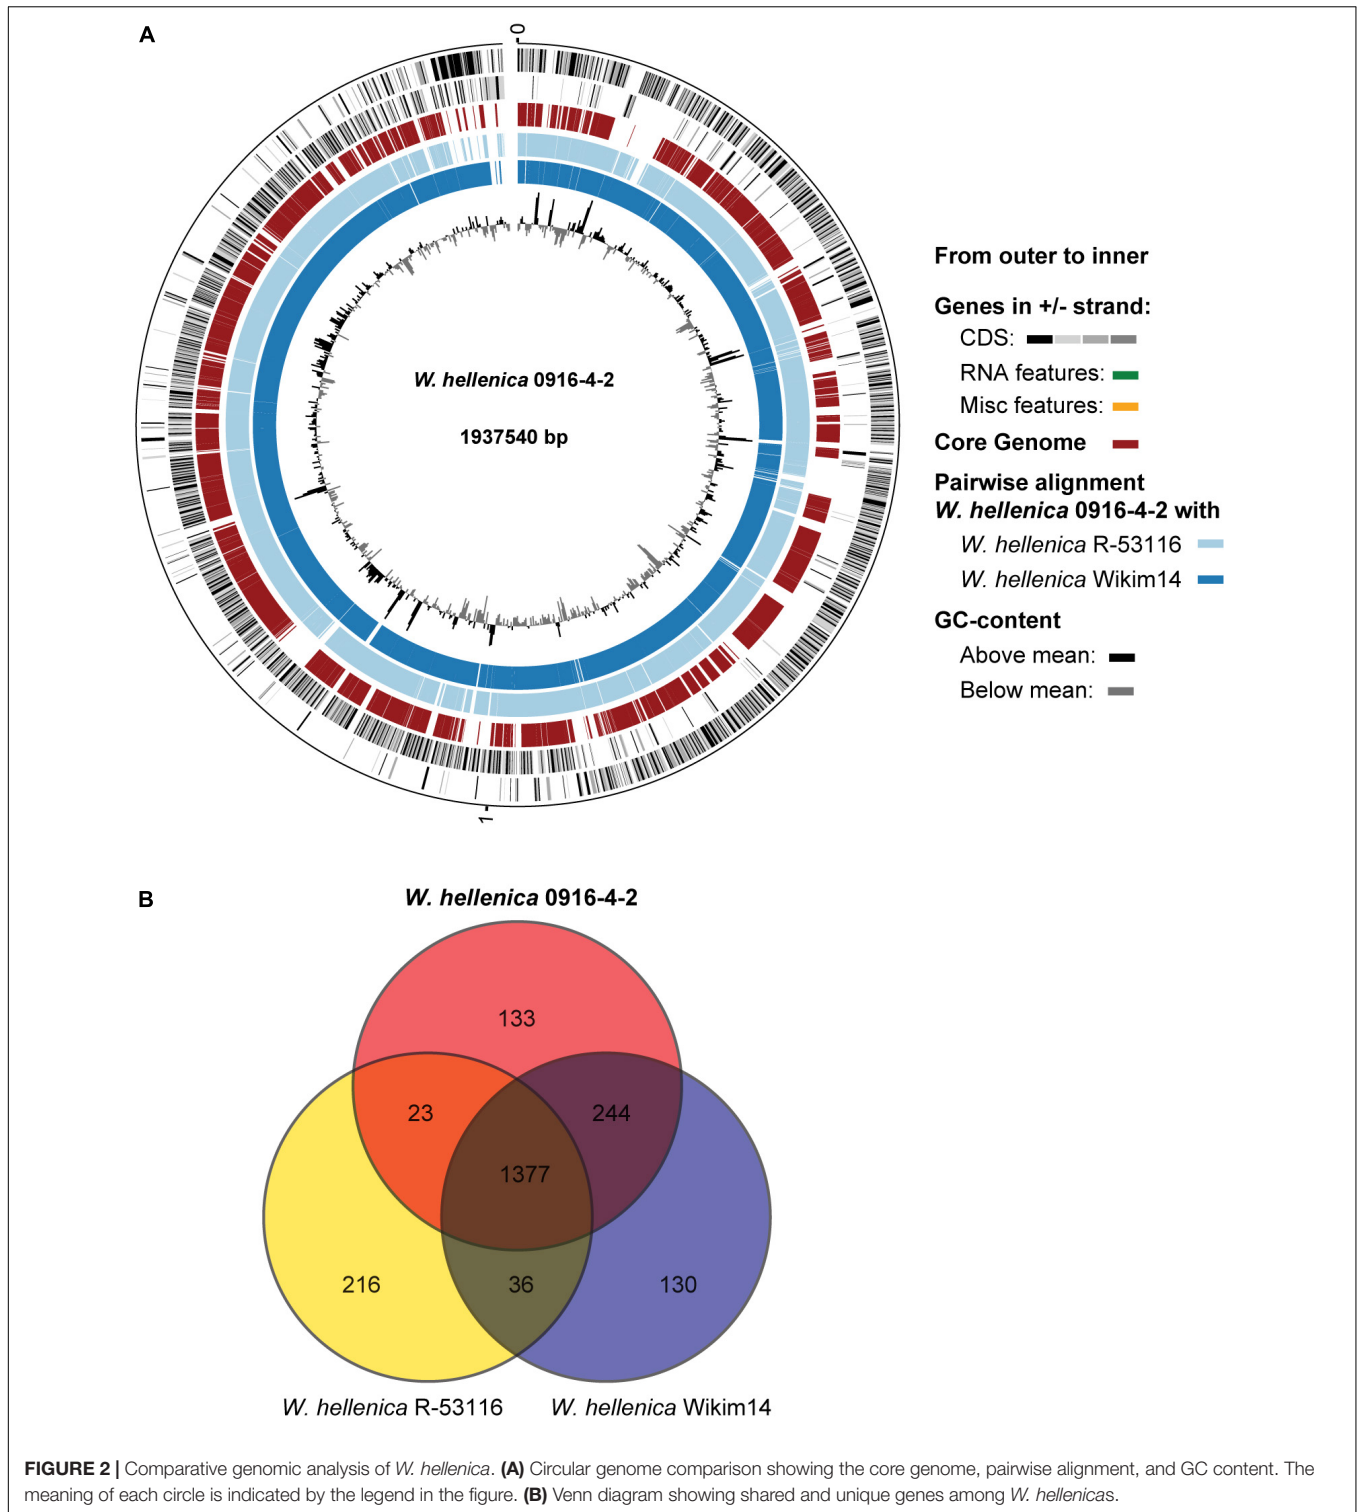 A
0
W. hellenica 0916-4-2
1937540 bp
1
From outer to inner
Genes in +/- strand:
CDS:
RNA features:
Misc features:
Core Genome
Pairwise alignment
W. hellenica 0916-4-2 with
W. hellenica R-53116
W. hellenica Wikim14
GC-content
Above mean:
Below mean:
B
W. hellenica 0916-4-2
133
23
244
1377
216
36
130
W. hellenica R-53116
W. hellenica Wikim14
FIGURE 2 | Comparative genomic analysis of W. hellenica. (A) Circular genome comparison showing the core genome, pairwise alignment, and GC content. The
meaning of each circle is indicated by the legend in the figure. (B) Venn diagram showing shared and unique genes among W. hellenicas.